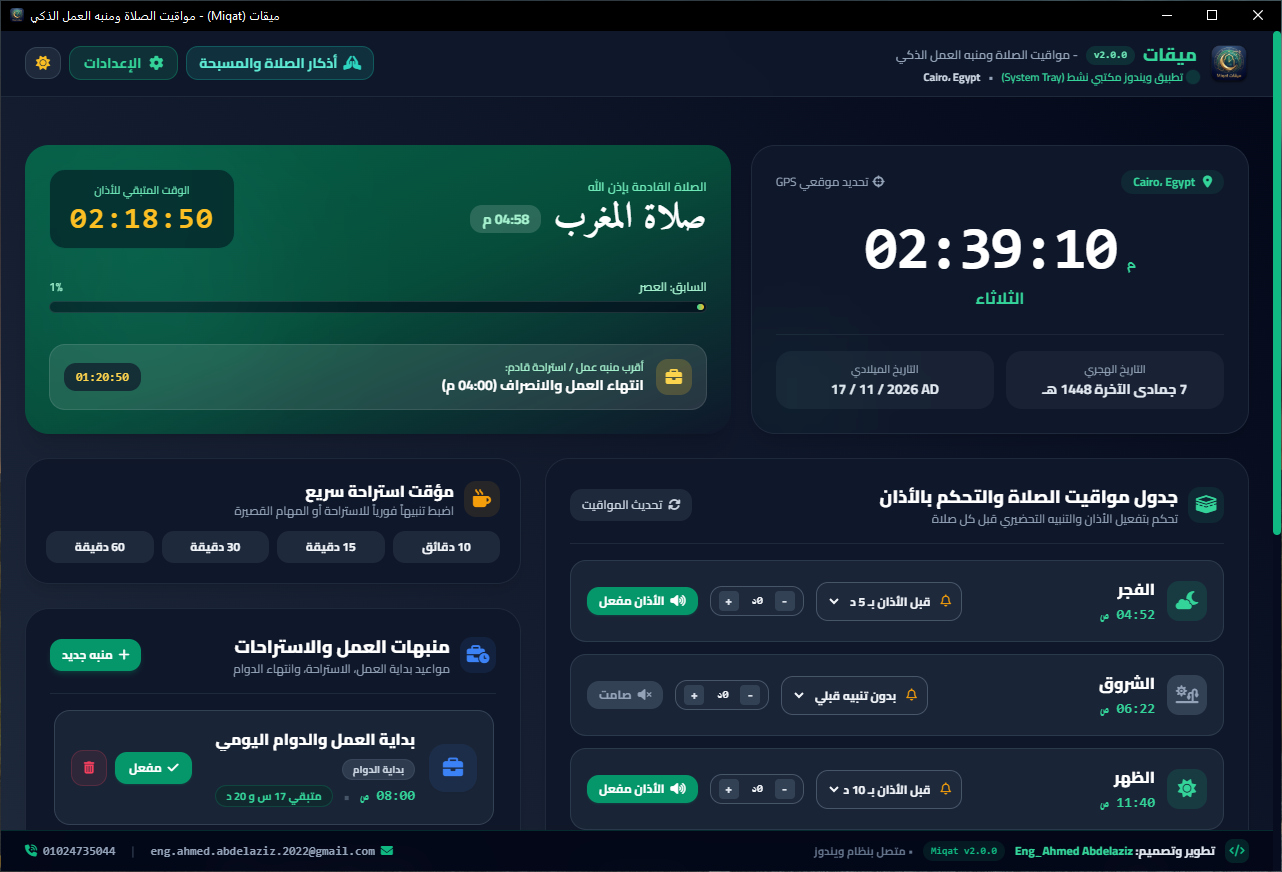 ميقات (Miqat) - مواقيت الصلاة ومنبه العمل الذكي
ميقات v2.0.0 - مواقيت الصلاة ومنبه العمل الذكي
تطبيق ويندوز مكتبي نشط (System Tray) • Cairo, Egypt
أذكار الصلاة والمسبحة
الإعدادات
Cairo, Egypt
تحديد موقعي GPS
02:39:10 م
الثلاثاء
التاريخ الهجري
7 جمادى الآخرة 1448 هـ
التاريخ الميلادي
17 / 11 / 2026 AD
الصلاة القادمة بإذن الله
صلاة المغرب 04:58 م
الوقت المتبقي للأذان
02:18:50
السابق: العصر
1%
أقرب منبه عمل / استراحة قادم:
انتهاء العمل والانصراف (04:00 م)
01:20:50
جدول مواقيت الصلاة والتحكم بالأذان
تحكم بتفعيل الأذان والتنبيه التحضيري قبل كل صلاة
تحديث المواقيت
الفجر
04:52 ص
قبل الأذان بـ 5 د
- 0د +
الأذان مفعل
الشروق
06:22 ص
بدون تنبيه قبلي
- 0د +
صامت
الظهر
11:40 ص
قبل الأذان بـ 10 د
- 0د +
الأذان مفعل
مؤقت استراحة سريع
اضبط تنبيهاً فورياً للاستراحة أو المهام القصيرة
10 دقائق
15 دقيقة
30 دقيقة
60 دقيقة
منبهات العمل والاستراحات
مواعيد بداية العمل، الاستراحة، وانتهاء الدوام
+ منبه جديد
بداية العمل والدوام اليومي
بداية الدوام
08:00 ص • متبقي 17 س و 20 د
مفعل
تطوير وتصميم: Eng_Ahmed Abdelaziz Miqat v2.0.0 • متصل بنظام ويندوز
eng.ahmed.abdelaziz.2022@gmail.com | 01024735044